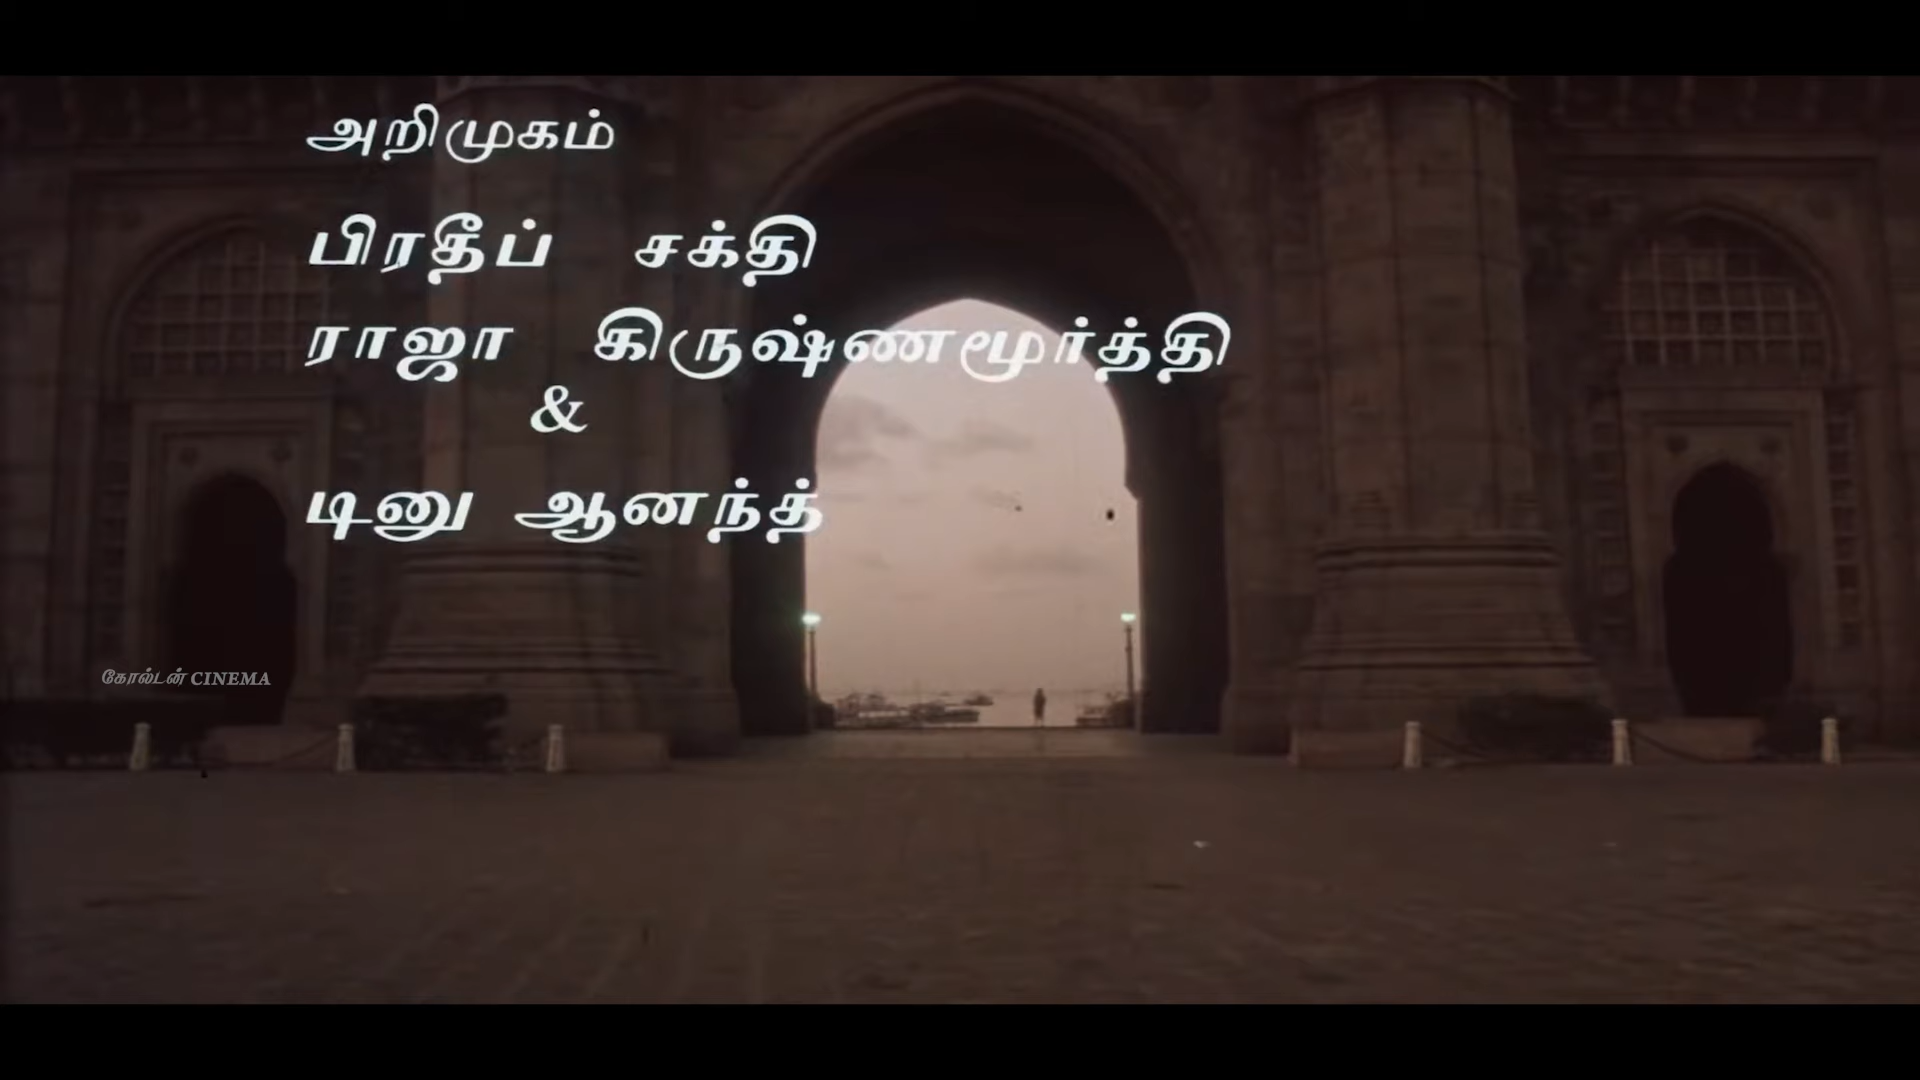 அறிமுகம்
பிரதீப் சக்தி
ராஜா கிருஷ்ணமூர்த்தி
&
டினு ஆனந்த்
கோல்டன் CINEMA